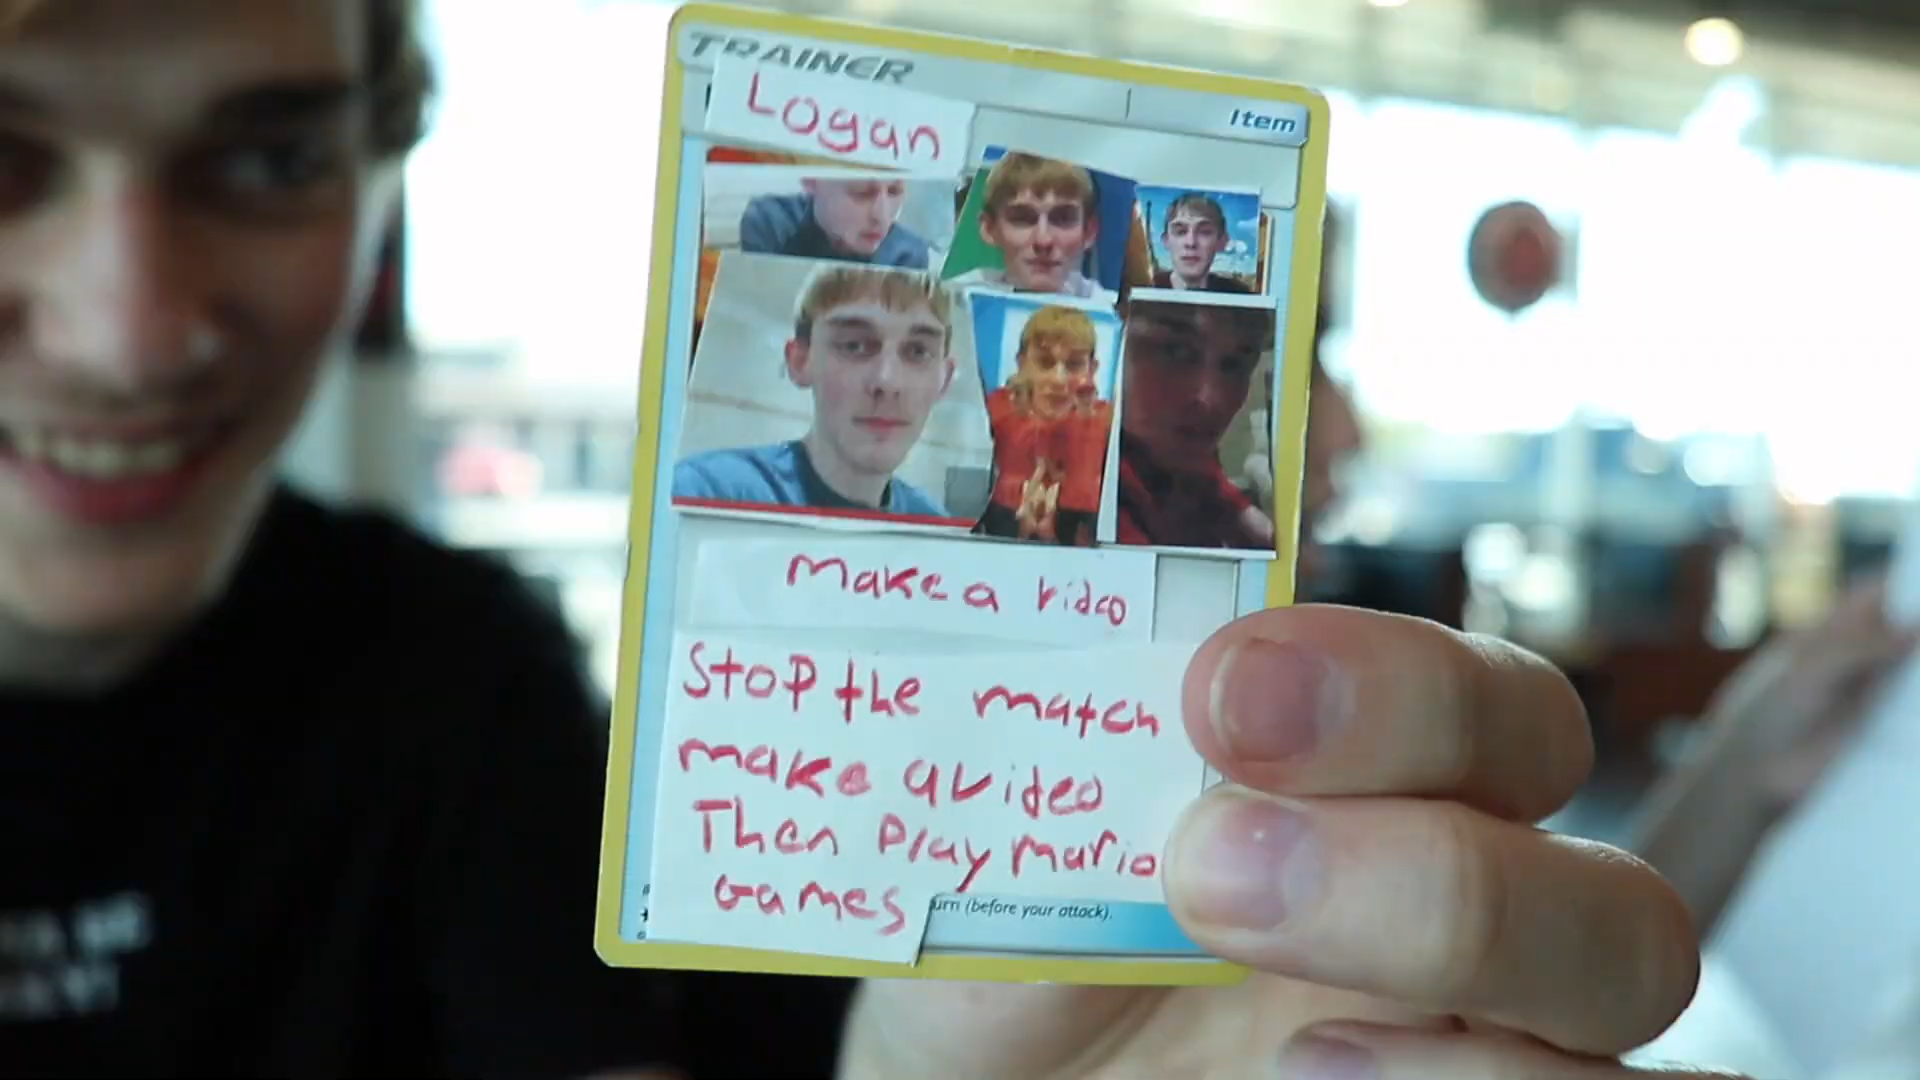 TRAINER
Item
Logan
Make a video
Stop the match
make a video
Then Play mario
Games
urn (before your attack).